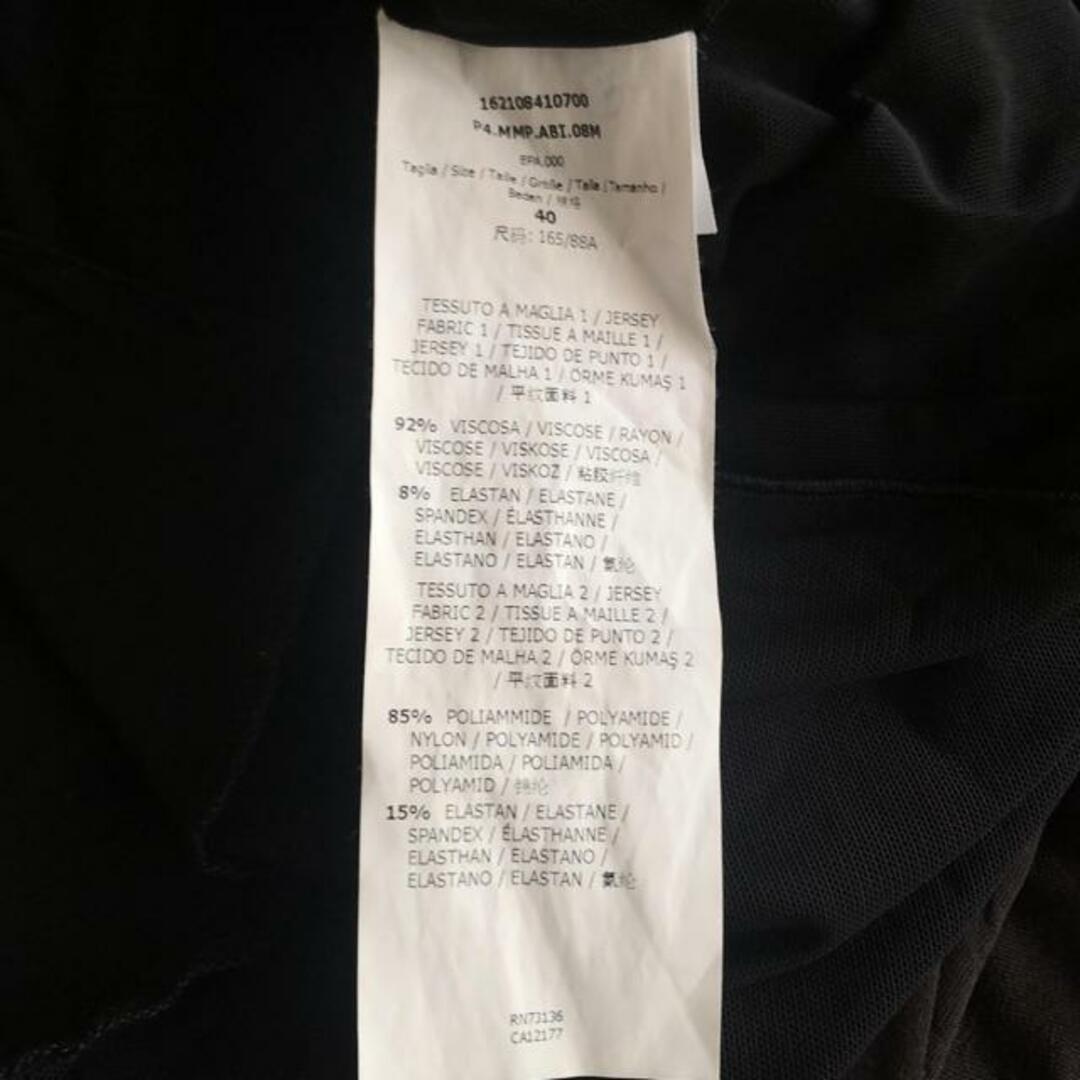 162108410700
P4.MMP.ABI.08M
EPA.000
Taglia / Size / Taille / Größe / Talla / Tamanho /
Beden /
40
尺码: 165/88A
TESSUTO A MAGLIA 1 / JERSEY
FABRIC 1 / TISSUE A MAILLE 1 /
JERSEY 1 / TEJIDO DE PUNTO 1 /
TECIDO DE MALHA 1 / ÖRME KUMAŞ 1
/ 平纹面料 1
92% VISCOSA / VISCOSE / RAYON /
VISCOSE / VISKOSE / VISCOSA /
VISCOSE / VISKOZ / 粘胶纤维
8% ELASTAN / ELASTANE /
SPANDEX / ÉLASTHANNE /
ELASTHAN / ELASTANO /
ELASTANO / ELASTAN / 氨纶
TESSUTO A MAGLIA 2 / JERSEY
FABRIC 2 / TISSUE A MAILLE 2 /
JERSEY 2 / TEJIDO DE PUNTO 2 /
TECIDO DE MALHA 2 / ÖRME KUMAŞ 2
/ 平纹面料 2
85% POLIAMMIDE / POLYAMIDE /
NYLON / POLYAMIDE / POLYAMID /
POLIAMIDA / POLIAMIDA /
POLYAMID / 锦纶
15% ELASTAN / ELASTANE /
SPANDEX / ÉLASTHANNE /
ELASTHAN / ELASTANO /
ELASTANO / ELASTAN / 氨纶
RN73136
CA12177